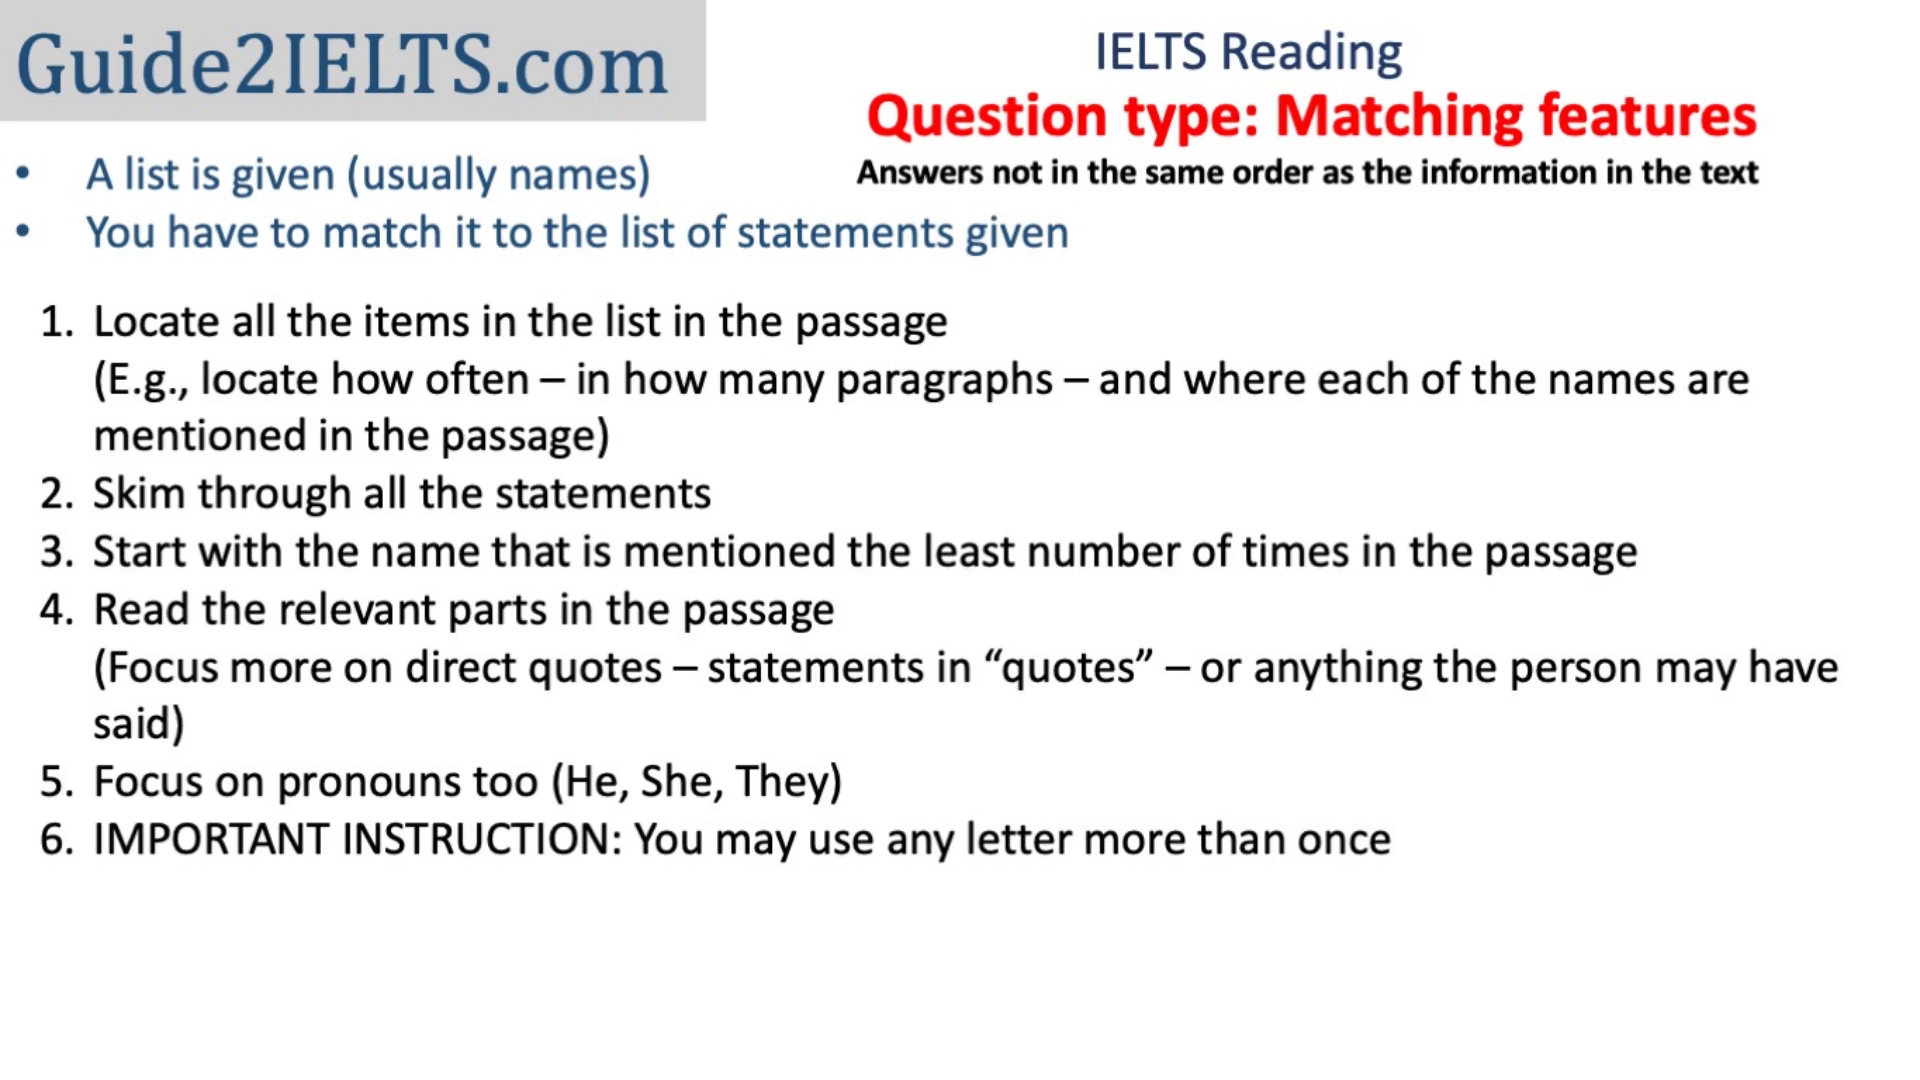 Guide2IELTS.com
IELTS Reading
Question type: Matching features
Answers not in the same order as the information in the text
• A list is given (usually names)
• You have to match it to the list of statements given
1. Locate all the items in the list in the passage
(E.g., locate how often – in how many paragraphs – and where each of the names are
mentioned in the passage)
2. Skim through all the statements
3. Start with the name that is mentioned the least number of times in the passage
4. Read the relevant parts in the passage
(Focus more on direct quotes – statements in “quotes” – or anything the person may have
said)
5. Focus on pronouns too (He, She, They)
6. IMPORTANT INSTRUCTION: You may use any letter more than once